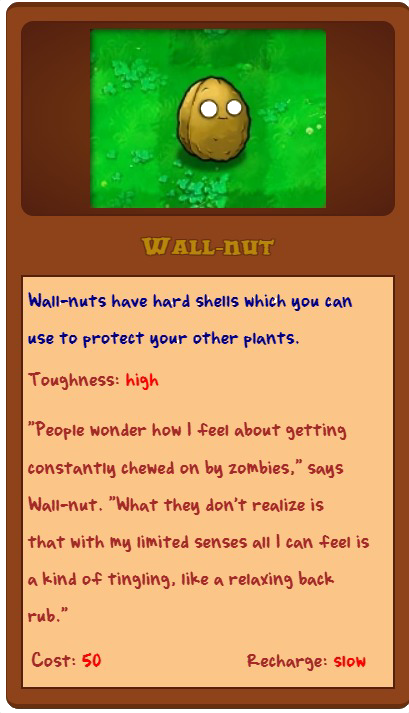 Wall-nut
Wall-nuts have hard shells which you can
use to protect your other plants.
Toughness: high
"People wonder how I feel about getting
constantly chewed on by zombies," says
Wall-nut. "What they don't realize is
that with my limited senses all I can feel is
a kind of tingling, like a relaxing back
rub."
Cost: 50 Recharge: slow